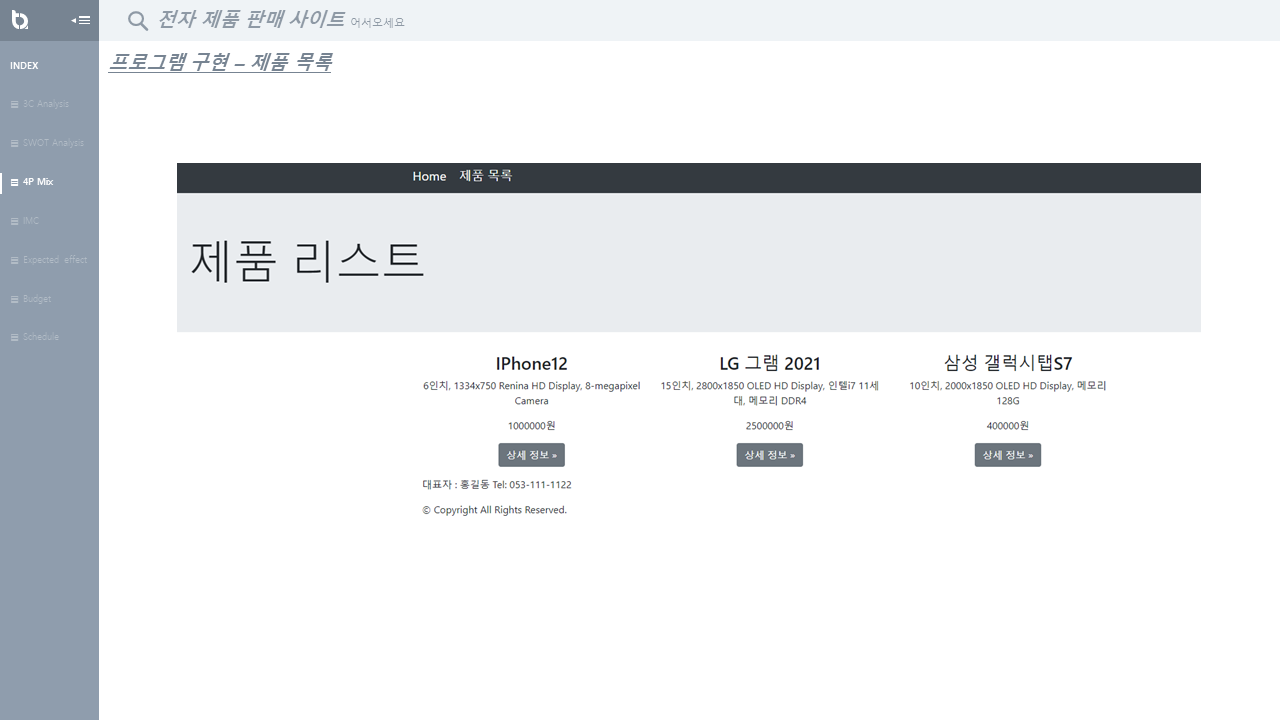 전자 제품 판매 사이트 어서오세요
INDEX
3C Analysis
SWOT Analysis
4P Mix
IMC
Expected effect
Budget
Schedule
프로그램 구현 – 제품 목록
Home 제품 목록
제품 리스트
IPhone12
6인치, 1334x750 Renina HD Display, 8-megapixel
Camera
1000000원
상세 정보 »
LG 그램 2021
15인치, 2800x1850 OLED HD Display, 인텔i7 11세
대, 메모리 DDR4
2500000원
상세 정보 »
삼성 갤럭시탭S7
10인치, 2000x1850 OLED HD Display, 메모리
128G
400000원
상세 정보 »
대표자 : 홍길동 Tel: 053-111-1122
© Copyright All Rights Reserved.